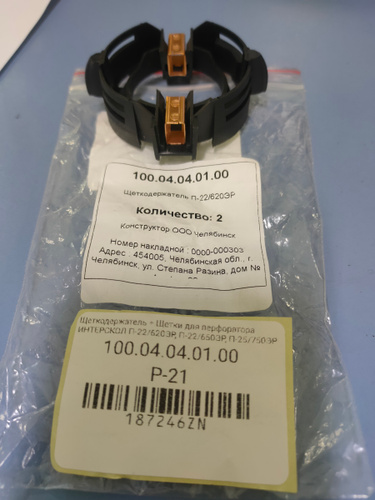 100.04.04.01.00
Щеткодержатель П-22/620ЭР
Количество: 2
Конструктор ООО Челябинск
Номер накладной : 0000-000303
Адрес : 454005, Челябинская обл., г.
Челябинск, ул. Степана Разина, дом №
Щеткодержатель + Щетки для перфоратора
ИНТЕРСКОЛ П-22/620ЭР, П-22/650ЭР, П-25/750ЭР
100.04.04.01.00
Р-21
187246ZN